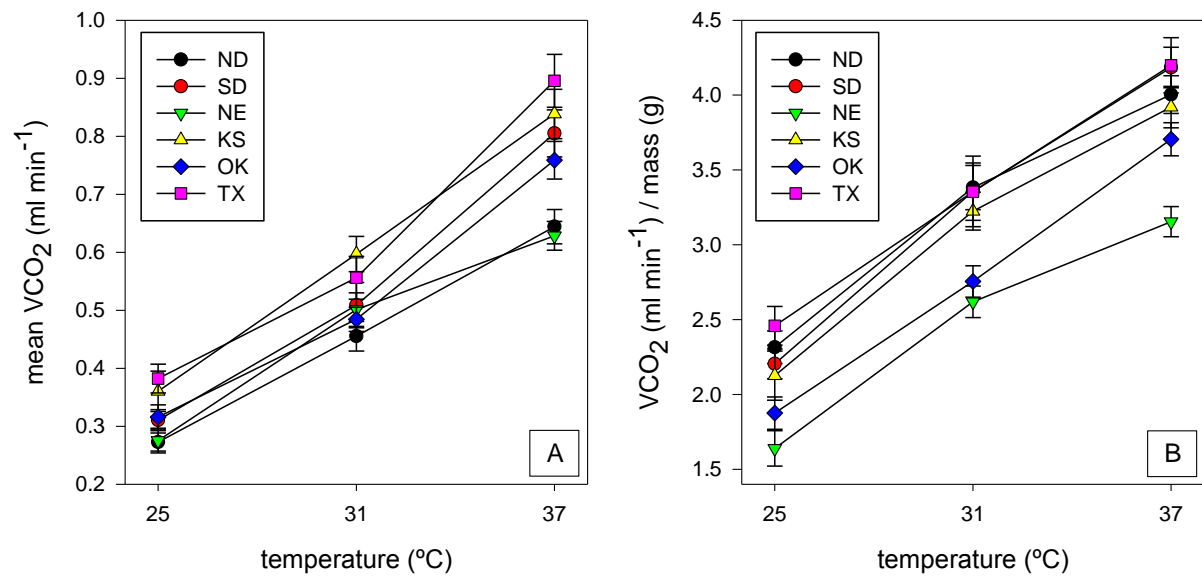 mean VCO₂ (ml min⁻¹)
1.0
0.9
0.8
0.7
0.6
0.5
0.4
0.3
0.2
ND
SD
NE
KS
OK
TX
A
25
31
37
temperature (ºC)
VCO₂ (ml min⁻¹) / mass (g)
4.5
4.0
3.5
3.0
2.5
2.0
1.5
ND
SD
NE
KS
OK
TX
B
25
31
37
temperature (ºC)